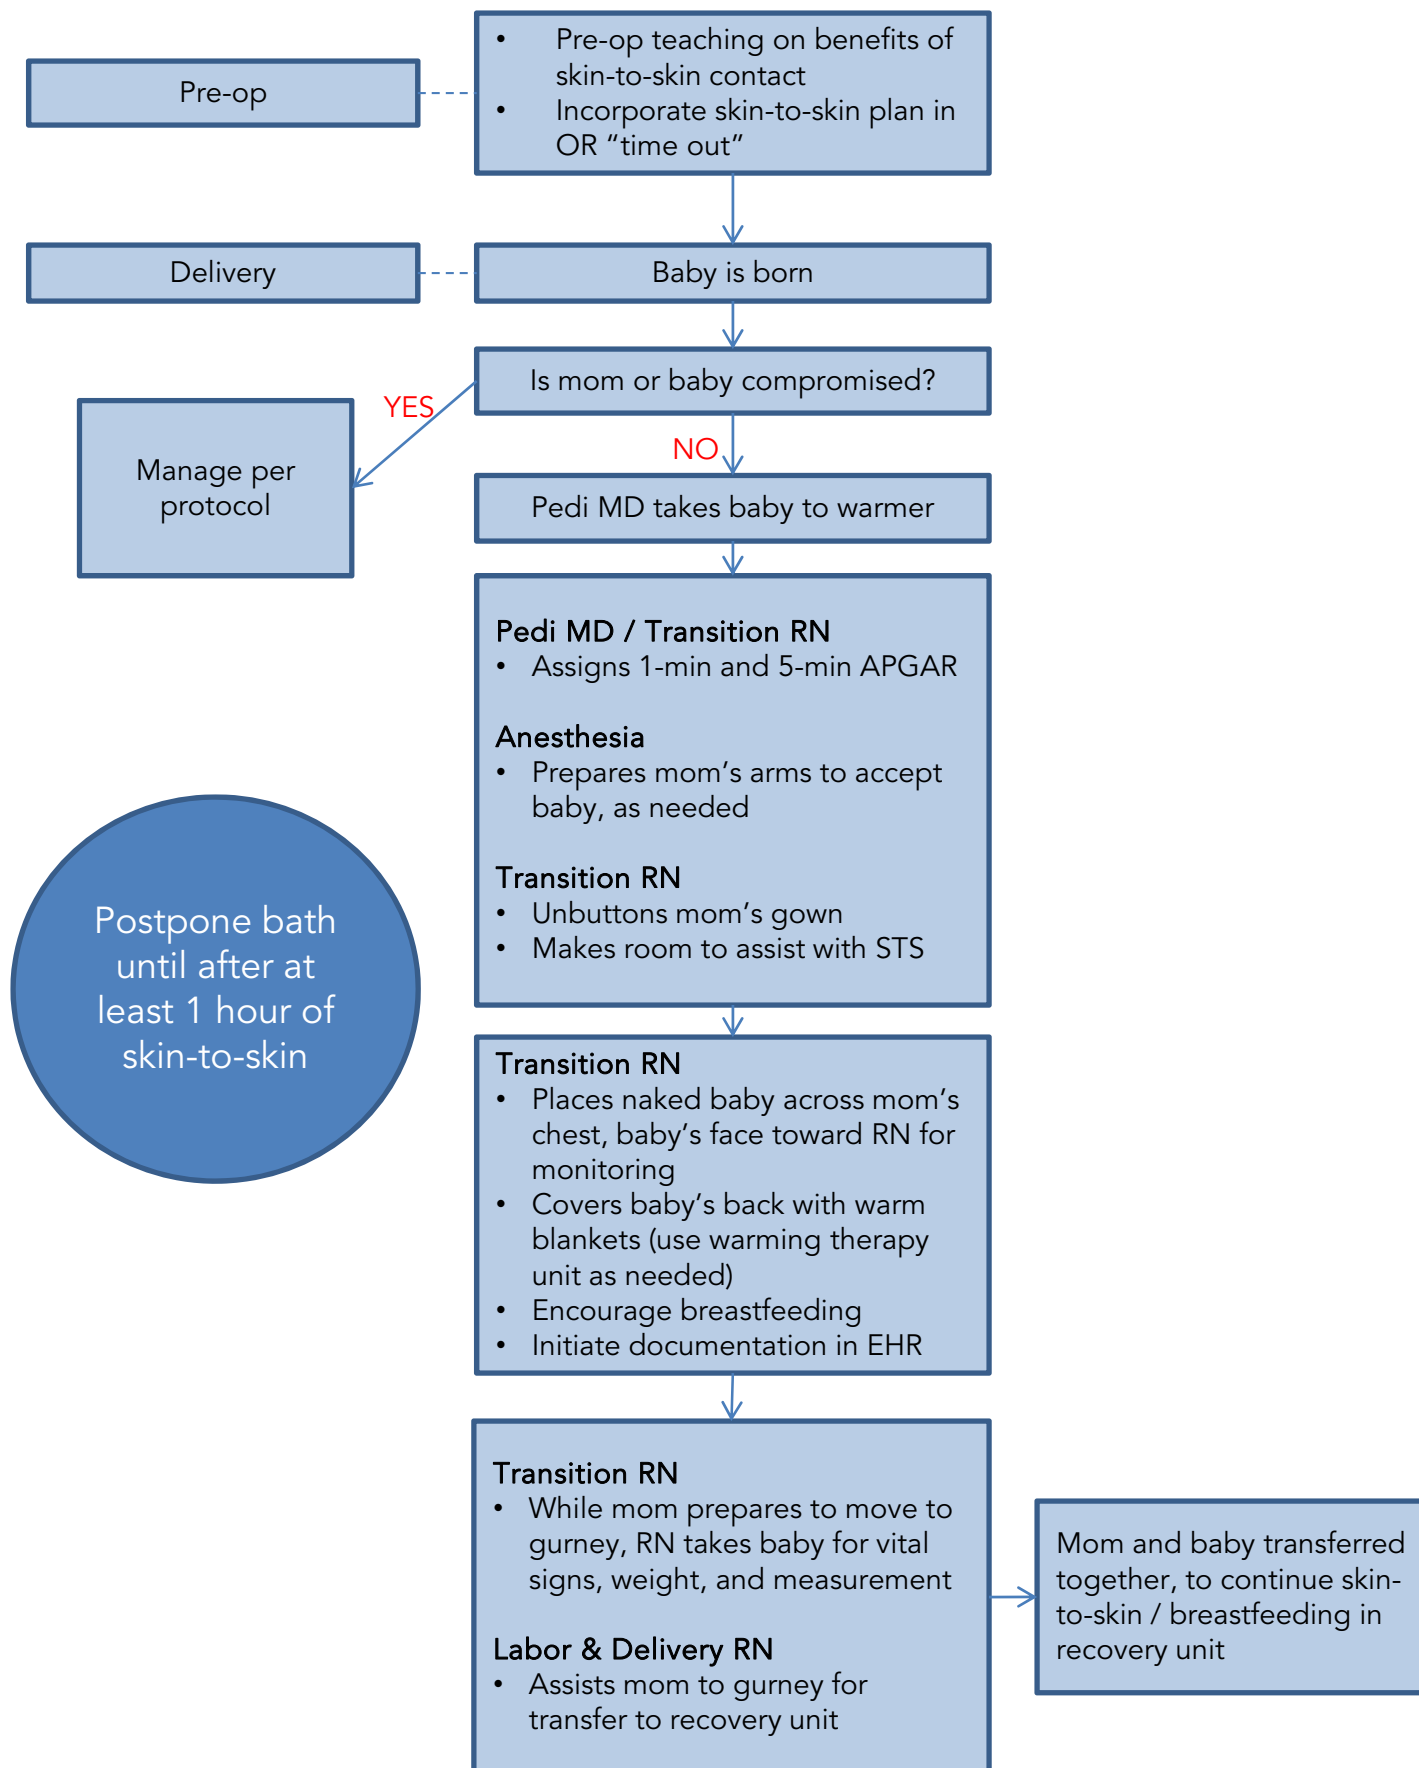 Pre-op
• Pre-op teaching on benefits of
skin-to-skin contact
• Incorporate skin-to-skin plan in
OR “time out”
Delivery
Baby is born
Is mom or baby compromised?
YES
NO
Manage per
protocol
Pedi MD takes baby to warmer
Pedi MD / Transition RN
• Assigns 1-min and 5-min APGAR
Anesthesia
• Prepares mom’s arms to accept
baby, as needed
Transition RN
• Unbuttons mom’s gown
• Makes room to assist with STS
Postpone bath
until after at
least 1 hour of
skin-to-skin
Transition RN
• Places naked baby across mom’s
chest, baby’s face toward RN for
monitoring
• Covers baby’s back with warm
blankets (use warming therapy
unit as needed)
• Encourage breastfeeding
• Initiate documentation in EHR
Transition RN
• While mom prepares to move to
gurney, RN takes baby for vital
signs, weight, and measurement
Labor & Delivery RN
• Assists mom to gurney for
transfer to recovery unit
Mom and baby transferred
together, to continue skin-
to-skin / breastfeeding in
recovery unit